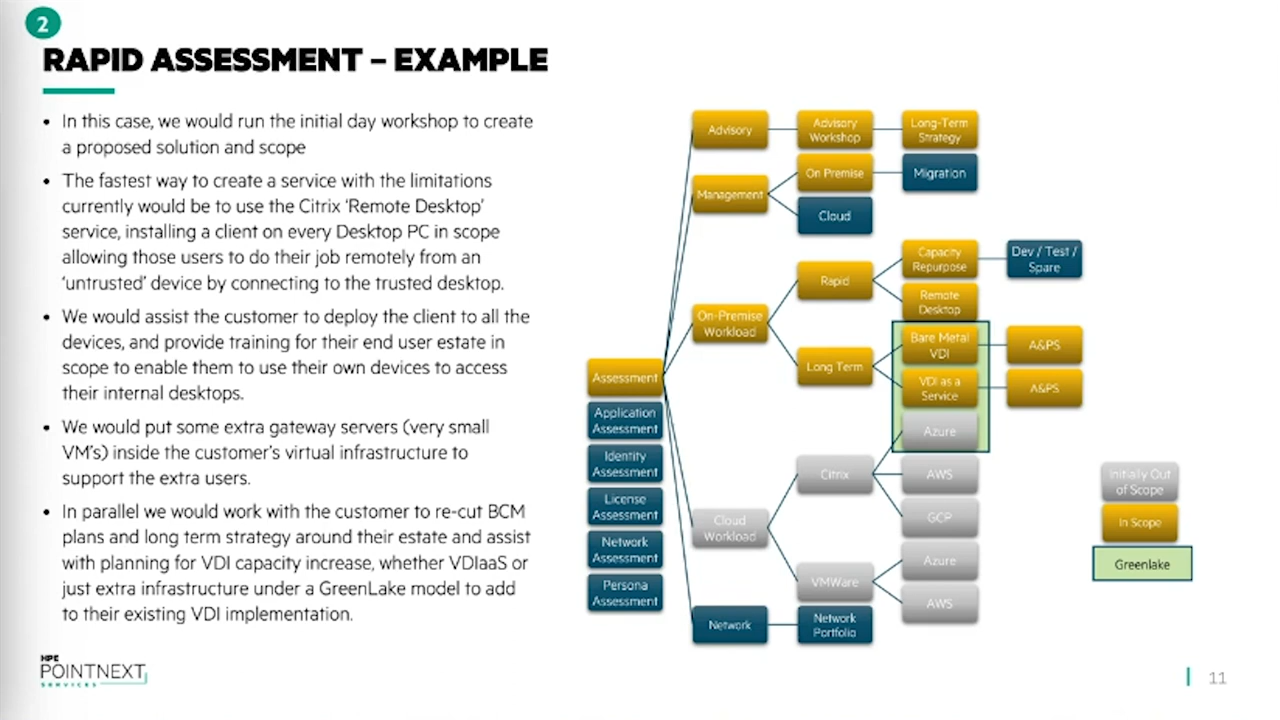 2
RAPID ASSESSMENT – EXAMPLE
• In this case, we would run the initial day workshop to create
a proposed solution and scope
• The fastest way to create a service with the limitations
currently would be to use the Citrix ‘Remote Desktop’
service, installing a client on every Desktop PC in scope
allowing those users to do their job remotely from an
‘untrusted’ device by connecting to the trusted desktop.
• We would assist the customer to deploy the client to all the
devices, and provide training for their end user estate in
scope to enable them to use their own devices to access
their internal desktops.
• We would put some extra gateway servers (very small
VM’s) inside the customer’s virtual infrastructure to
support the extra users.
• In parallel we would work with the customer to re-cut BCM
plans and long term strategy around their estate and assist
with planning for VDI capacity increase, whether VDIaaS or
just extra infrastructure under a GreenLake model to add
to their existing VDI implementation.
Assessment
Application
Assessment
Identity
Assessment
License
Assessment
Network
Assessment
Persona
Assessment
Advisory
Advisory
Workshop
Long-Term
Strategy
Management
On Premise
Migration
Cloud
On-Premise
Workload
Rapid
Capacity
Repurpose
Dev / Test /
Spare
Remote
Desktop
Long Term
Bare Metal
VDI
A&PS
VDI as a
Service
A&PS
Cloud
Workload
Citrix
Azure
AWS
GCP
VMWare
Azure
AWS
Network
Network
Portfolio
Initially Out
of Scope
In Scope
Greenlake
HPE
POINTNEXT
SERVICES
11